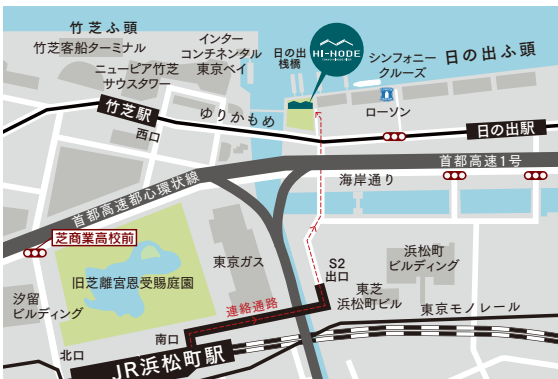 竹芝ふ頭
竹芝客船ターミナル
ニューピア竹芝
サウスタワー
インター
コンチネンタル
東京ベイ
日の出
桟橋
HI-NODE
シンフォニー
クルーズ
日の出ふ頭
ローソン
竹芝駅
西口
ゆりかもめ
日の出駅
首都高速1号
首都高速都心環状線
海岸通り
芝商業高校前
旧芝離宮恩受賜庭園
東京ガス
S2
出口
浜松町
ビルディング
汐留
ビルディング
東芝
浜松町ビル
連絡通路
東京モノレール
南口
北口
JR浜松町駅